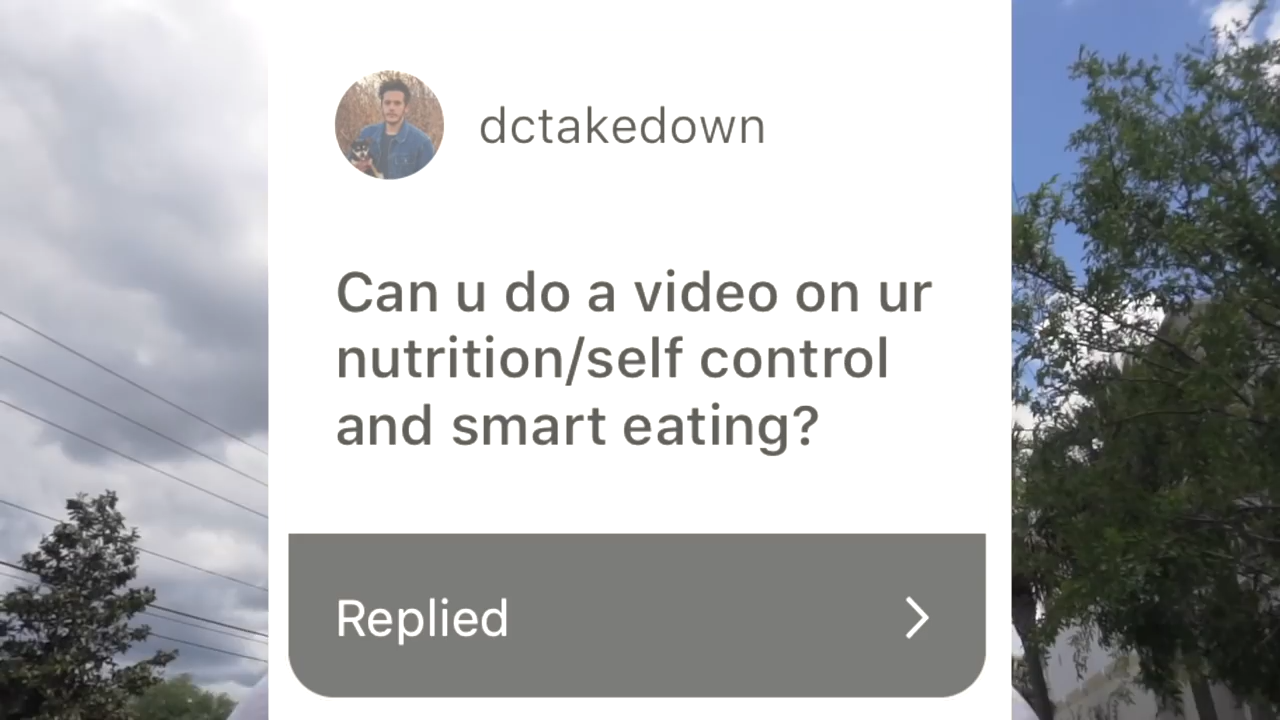 dctakedown
Can u do a video on ur
nutrition/self control
and smart eating?
Replied